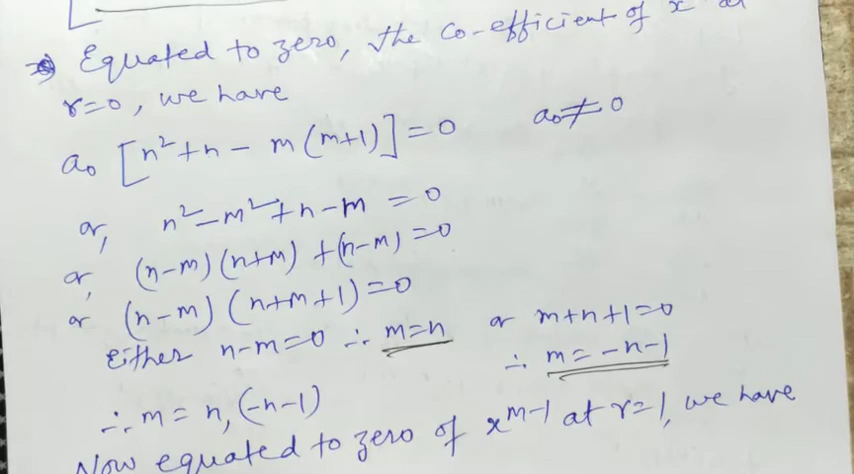 Equated to zero, the co-efficient of x
r=0, we have
a₀ [n²+n - m(m+1)] = 0 a₀≠0
or, n²-m²+n-m = 0
or, (n-m)(n+m) + (n-m) = 0
or (n-m)(n+m+1) = 0
Either n-m=0 ∴ m=n or m+n+1=0
∴ m = -n-1
∴ m = n, (-n-1)
Now equated to zero of x^{m-1} at r=1, we have